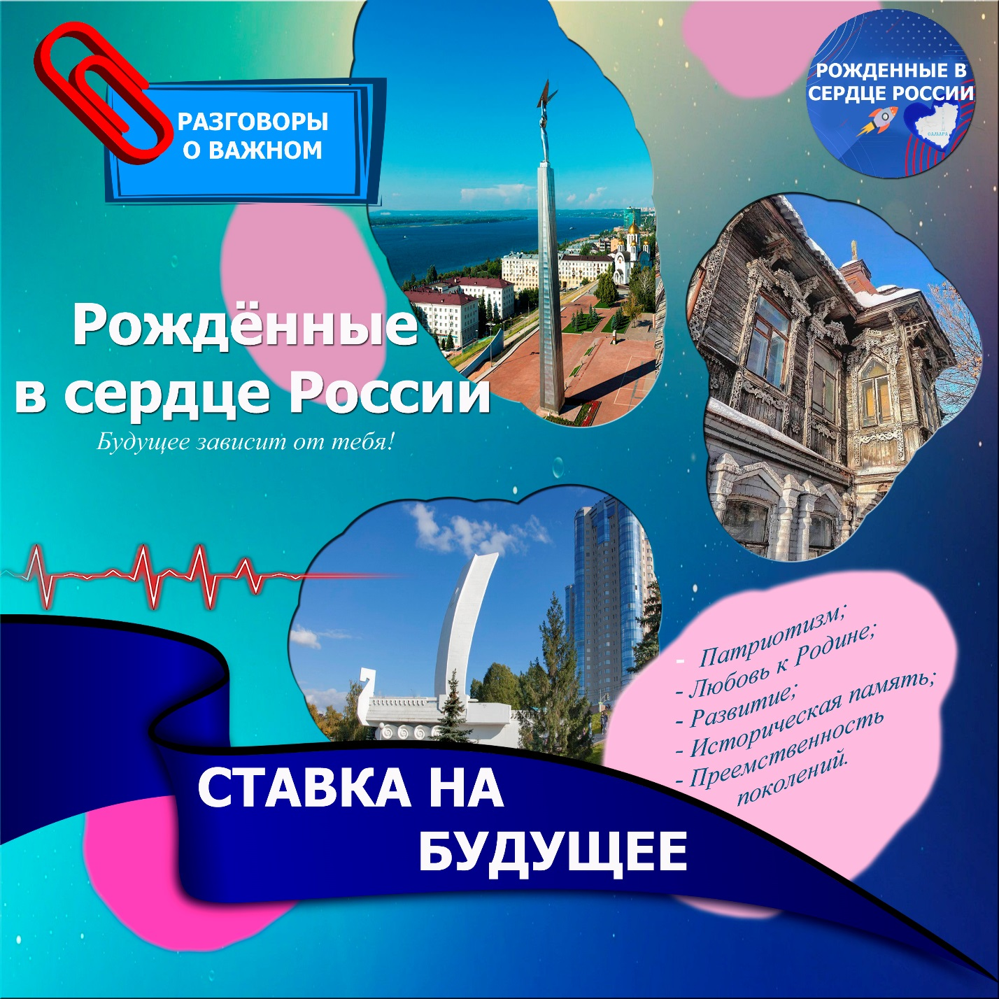 РАЗГОВОРЫ
О ВАЖНОМ
РОЖДЕННЫЕ В
СЕРДЦЕ РОССИИ
САМАРА
Рождённые
в сердце России
Будущее зависит от тебя!
- Патриотизм;
- Любовь к Родине;
- Развитие;
- Историческая память;
- Преемственность
поколений.
СТАВКА НА
БУДУЩЕЕ